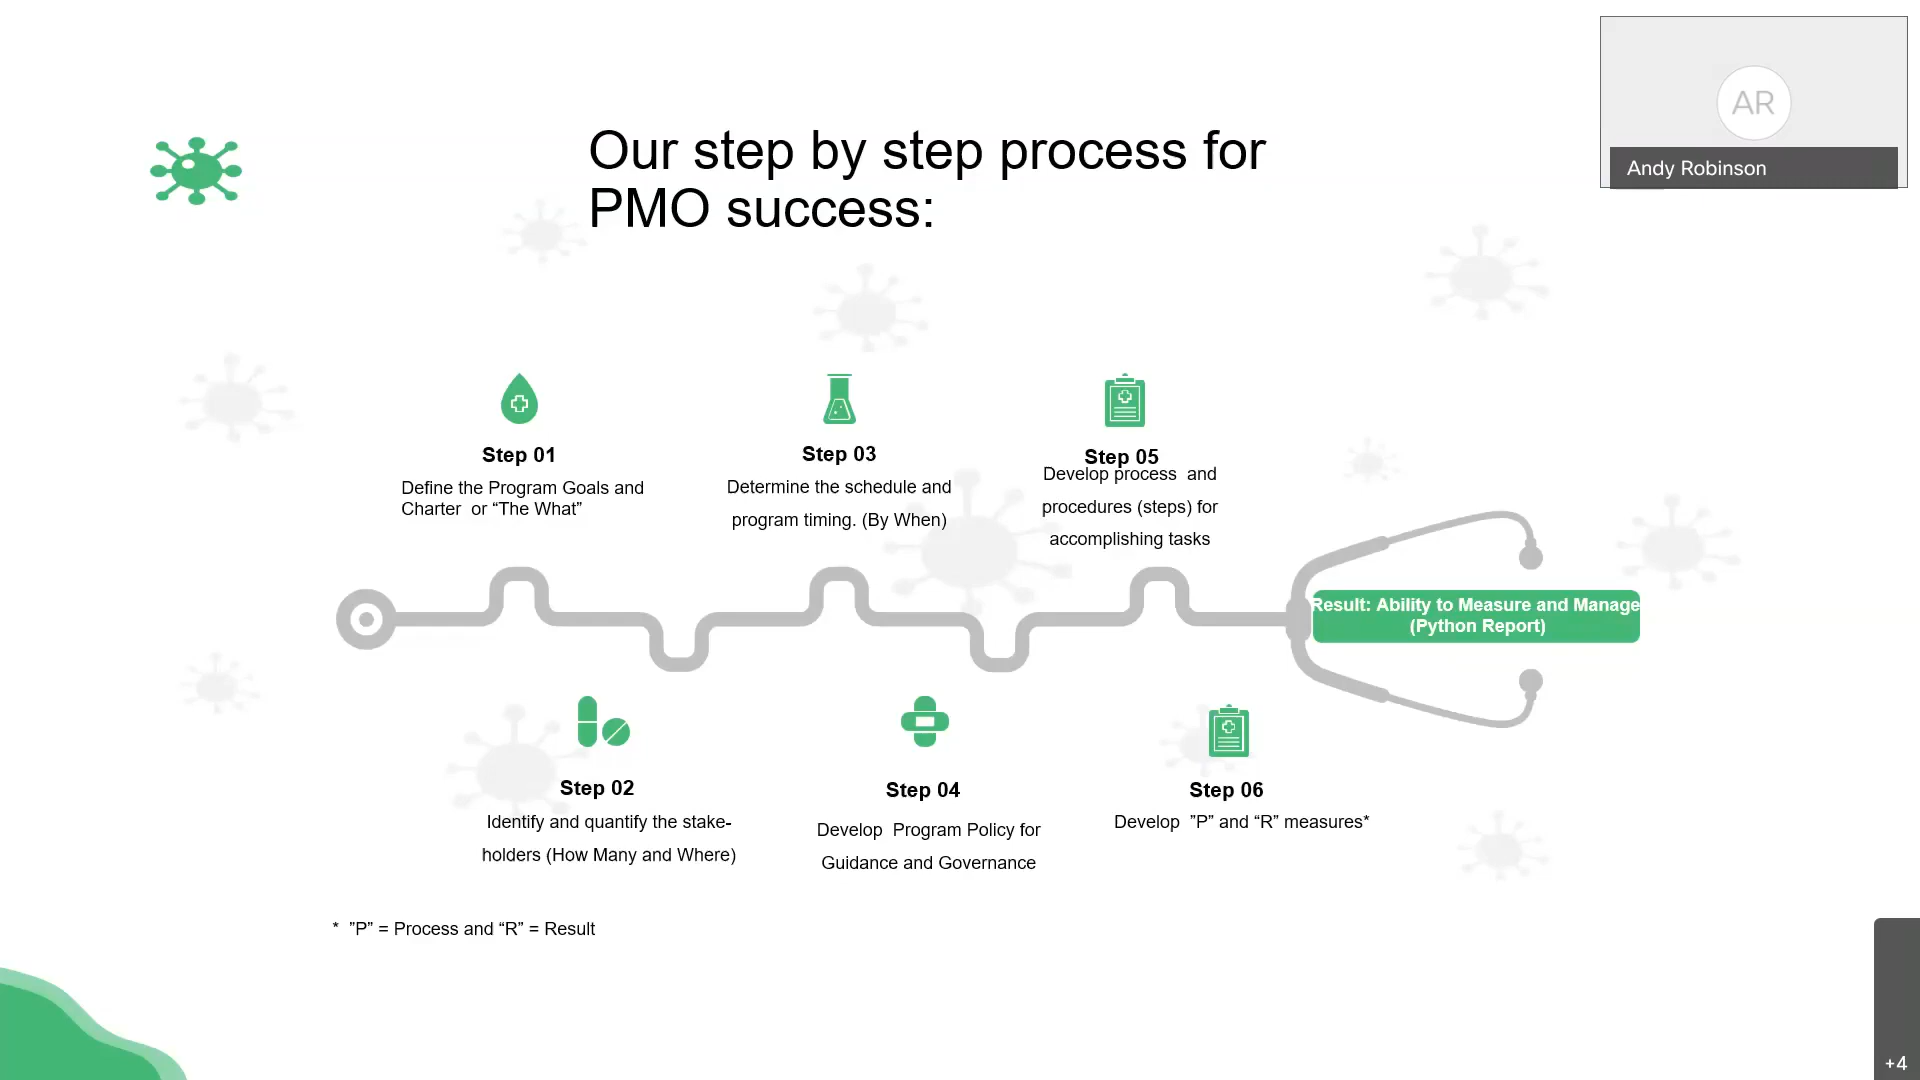 AR
Andy Robinson
Our step by step process for
PMO success:
Step 01
Define the Program Goals and
Charter  or “The What”
Step 03
Determine the schedule and
program timing. (By When)
Step 05
Develop process  and
procedures (steps) for
accomplishing tasks
Result: Ability to Measure and Manage
(Python Report)
Step 02
Identify and quantify the stake-
holders (How Many and Where)
Step 04
Develop  Program Policy for
Guidance and Governance
Step 06
Develop  ”P” and “R” measures*
*  ”P” = Process and “R” = Result
+4